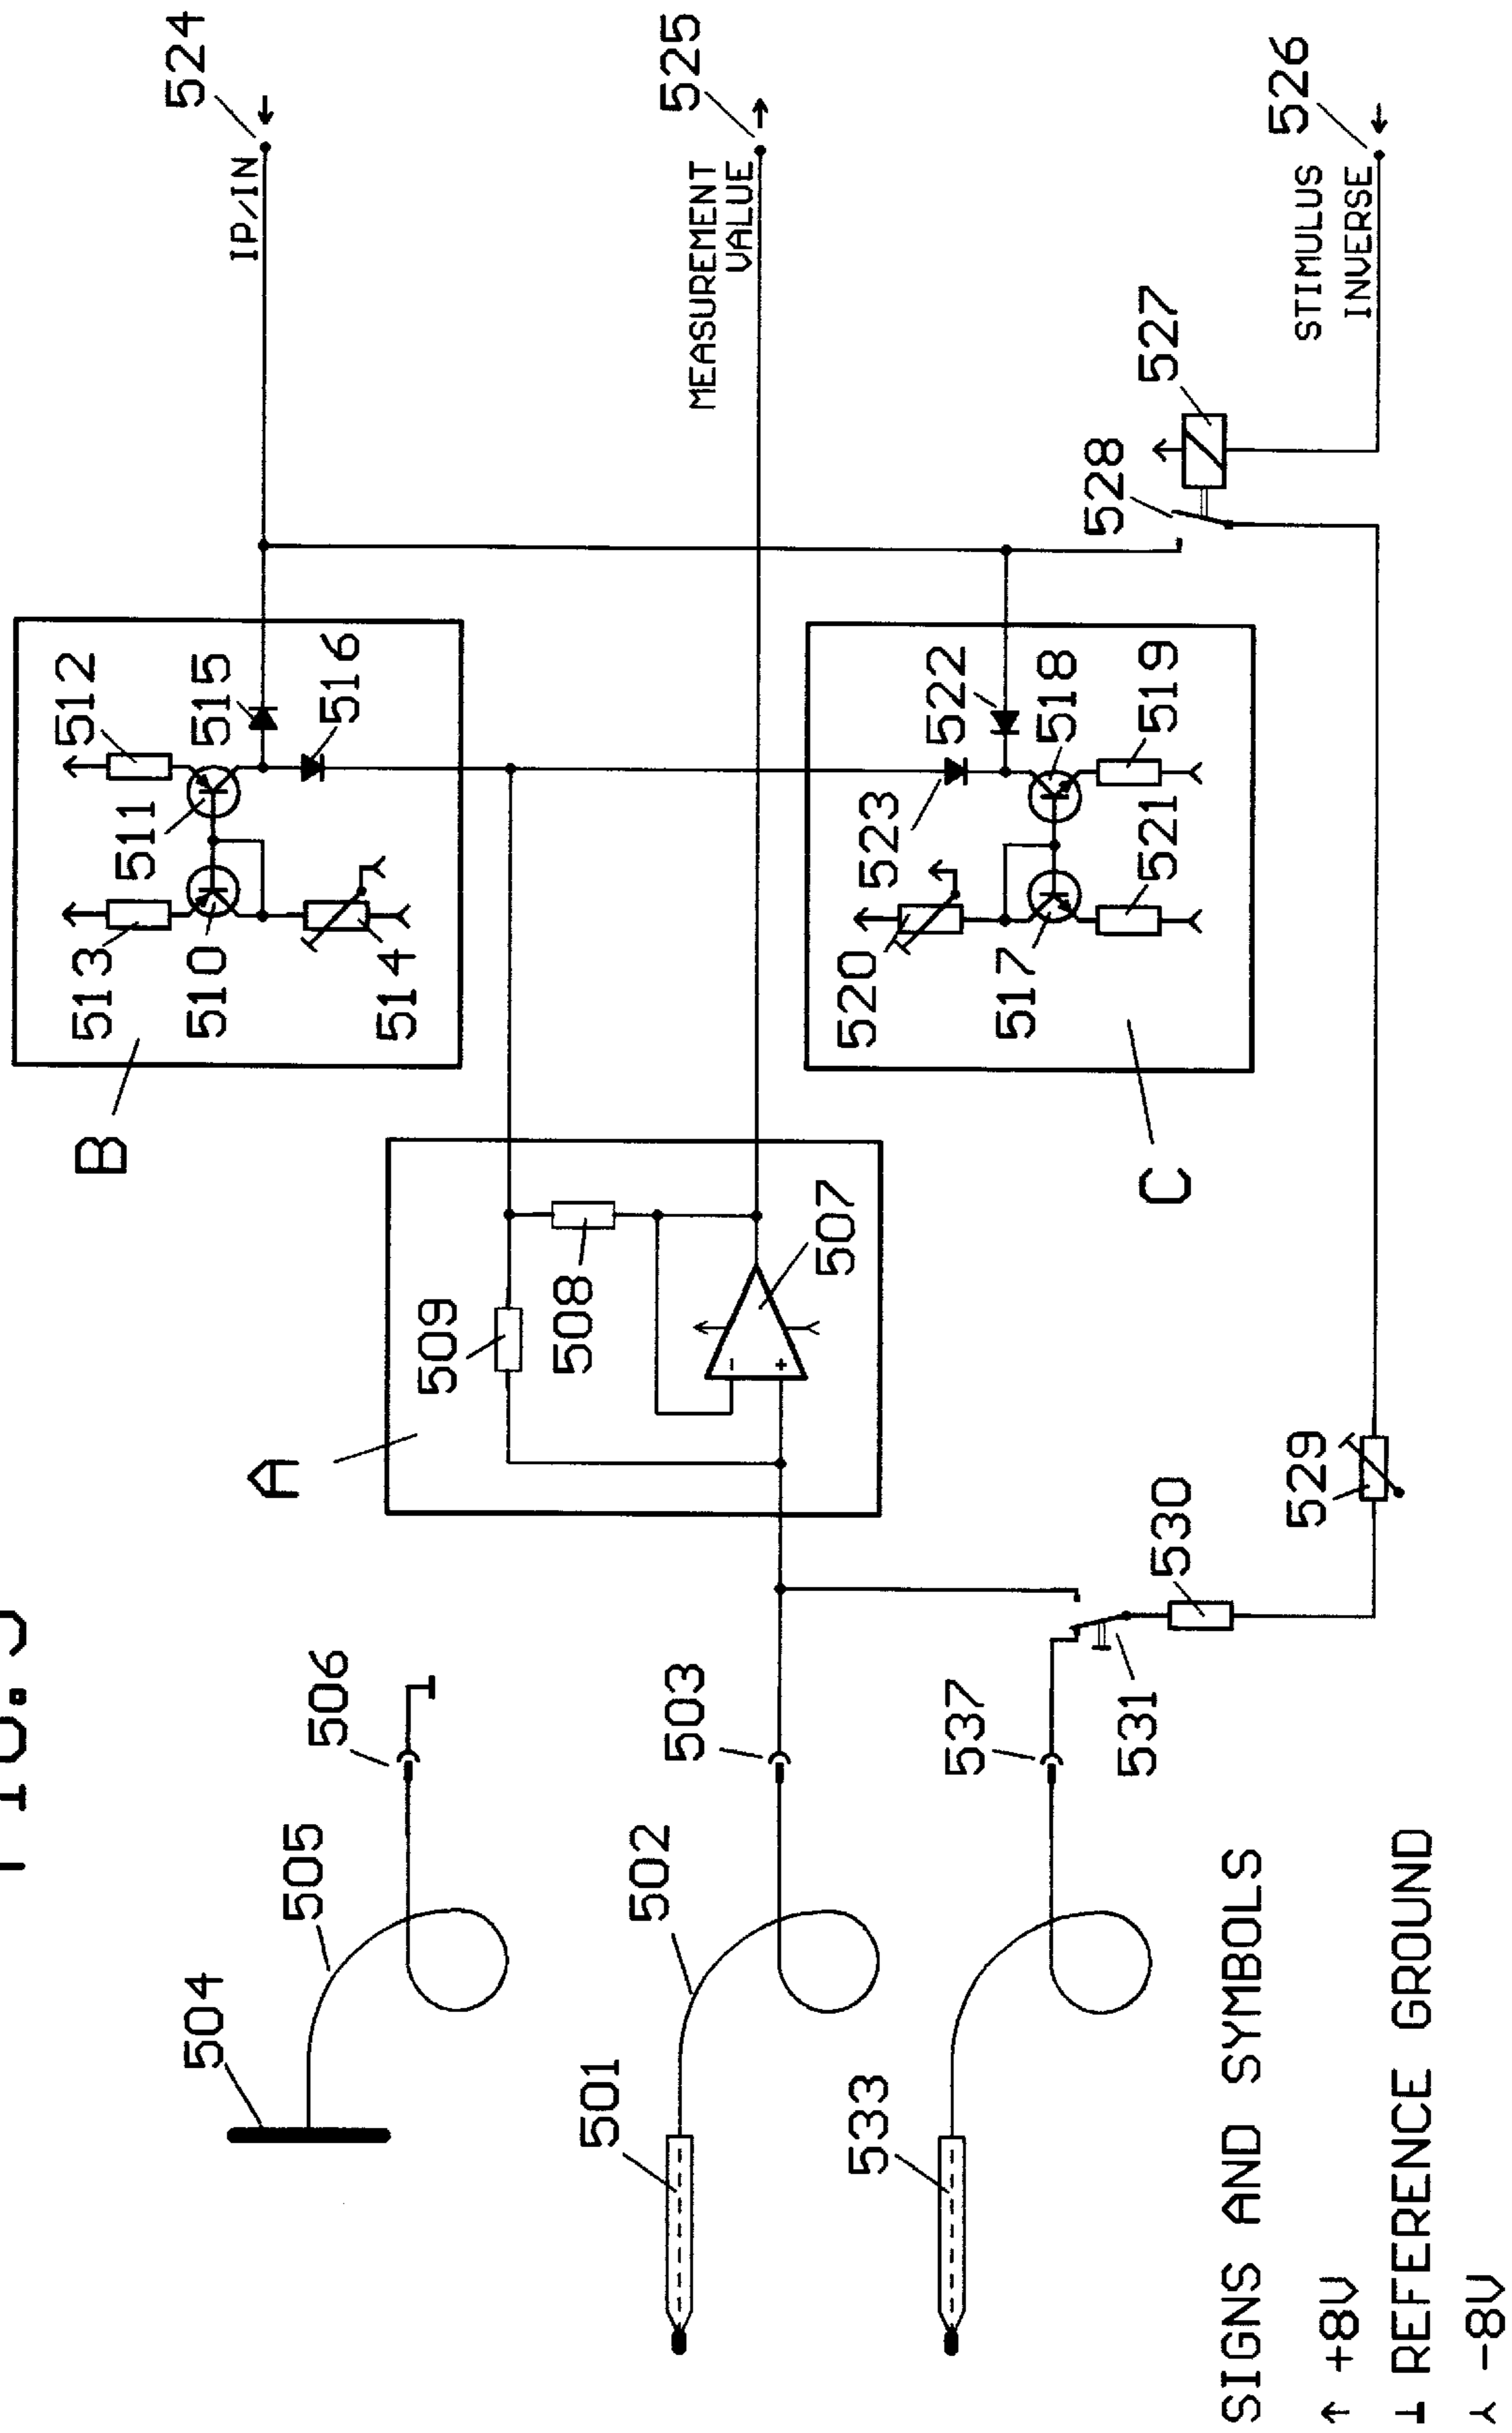 B
513
512
510
511
515
516
514
524
IP/IN
504
505
506
A
509
508
507
501
502
503
MEASUREMENT
VALUE
525
520
523
522
517
518
521
519
C
533
537
531
530
529
528
527
STIMULUS
INVERSE
526
SIGNS AND SYMBOLS
↑ +8V
⊥ REFERENCE GROUND
Y -8V